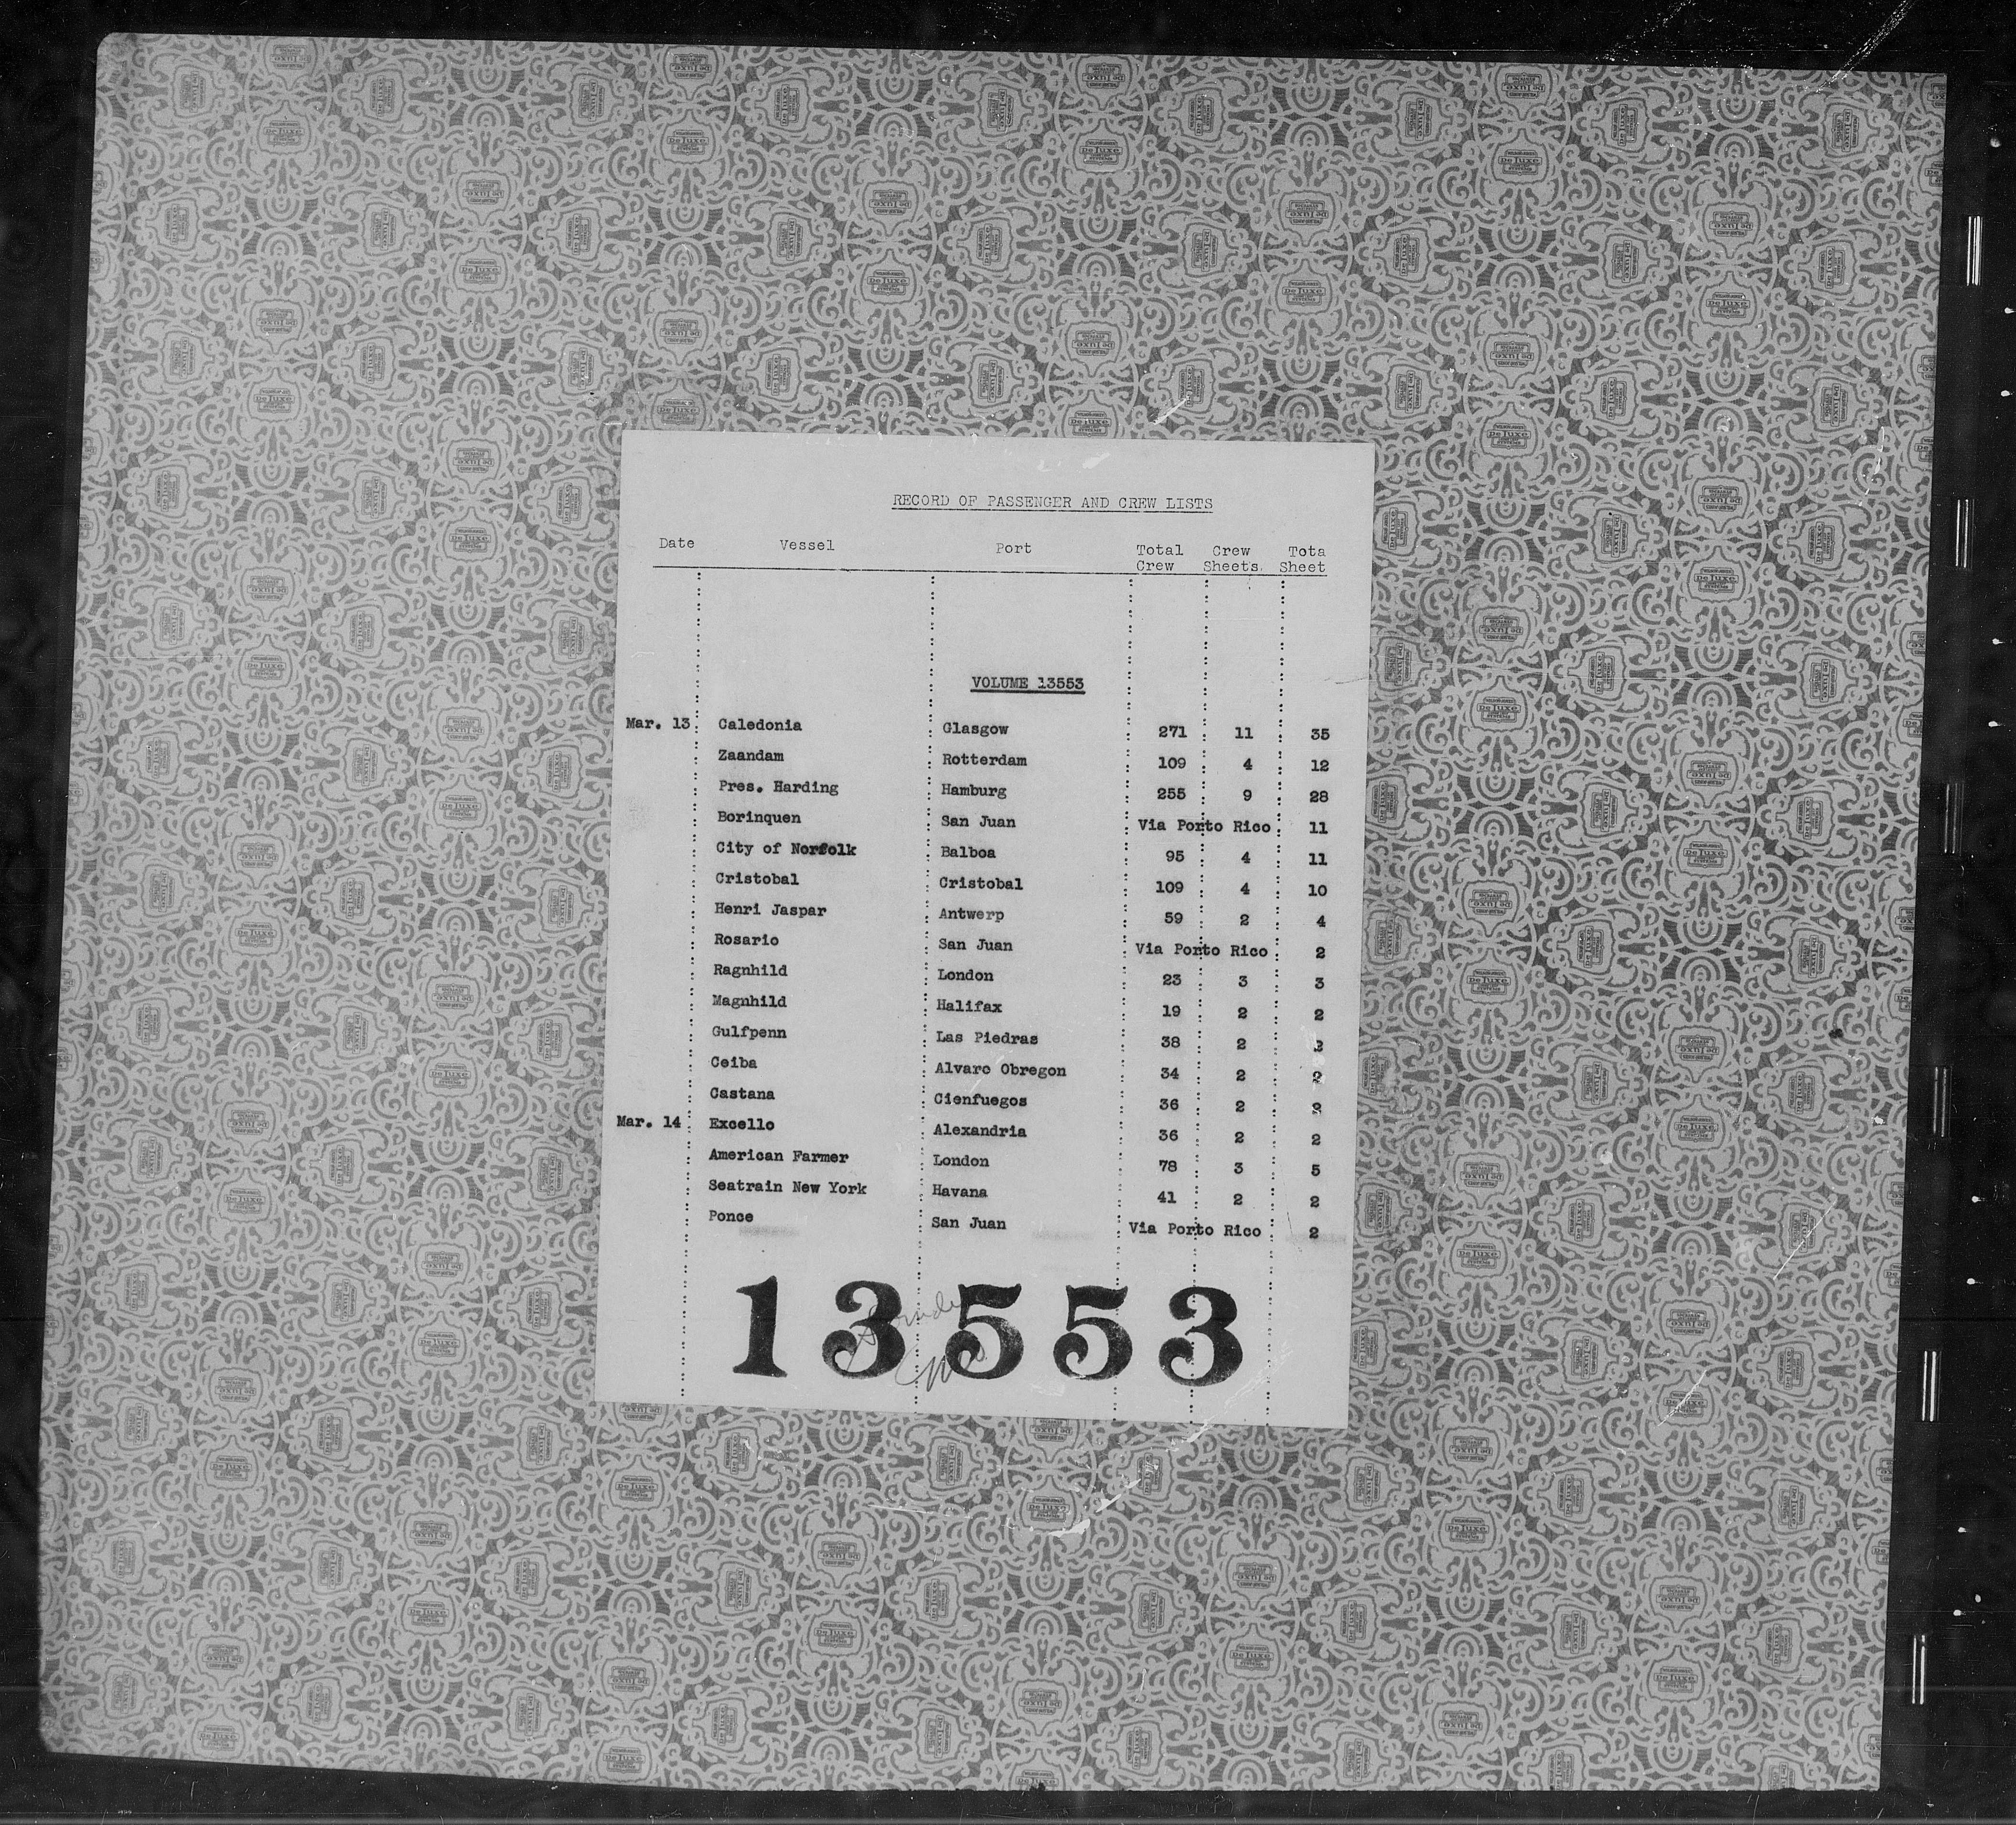 RECORD OF PASSENGER AND CREW LISTS
Date Vessel Port Total Crew Crew Sheets. Tota Sheet
VOLUME 13553
Mar. 13 Caledonia Glasgow 271 11 35
Zaandam Rotterdam 109 4 12
Pres. Harding Hamburg 255 9 28
Borinquen San Juan Via Porto Rico 11
City of Norfolk Balboa 95 4 11
Cristobal Cristobal 109 4 10
Henri Jaspar Antwerp 59 2 4
Rosario San Juan Via Porto Rico 2
Ragnhild London 23 3 3
Magnhild Halifax 19 2 2
Gulfpenn Las Piedras 38 2
Ceiba Alvaro Obregon 34 2 2
Castana Cienfuegos 36 2
Mar. 14 Excello Alexandria 36 2 2
American Farmer London 78 3 5
Seatrain New York Havana 41 2 2
Ponce San Juan Via Porto Rico 2
13553
De Luxe